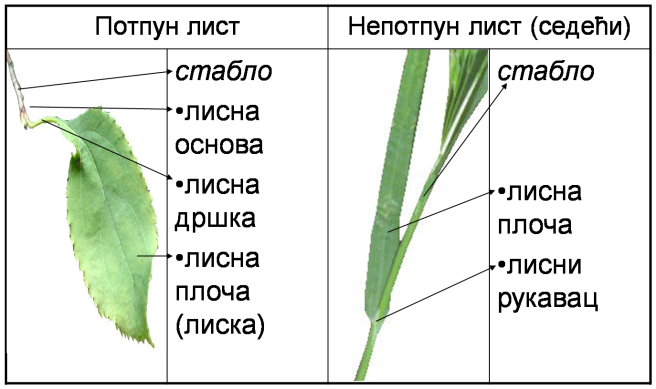 Потпун лист
Непотпун лист (седећи)
стабло
•лисна
основа
•лисна
дршка
•лисна
плоча
(лиска)
стабло
•лисна
плоча
•лисни
рукавац